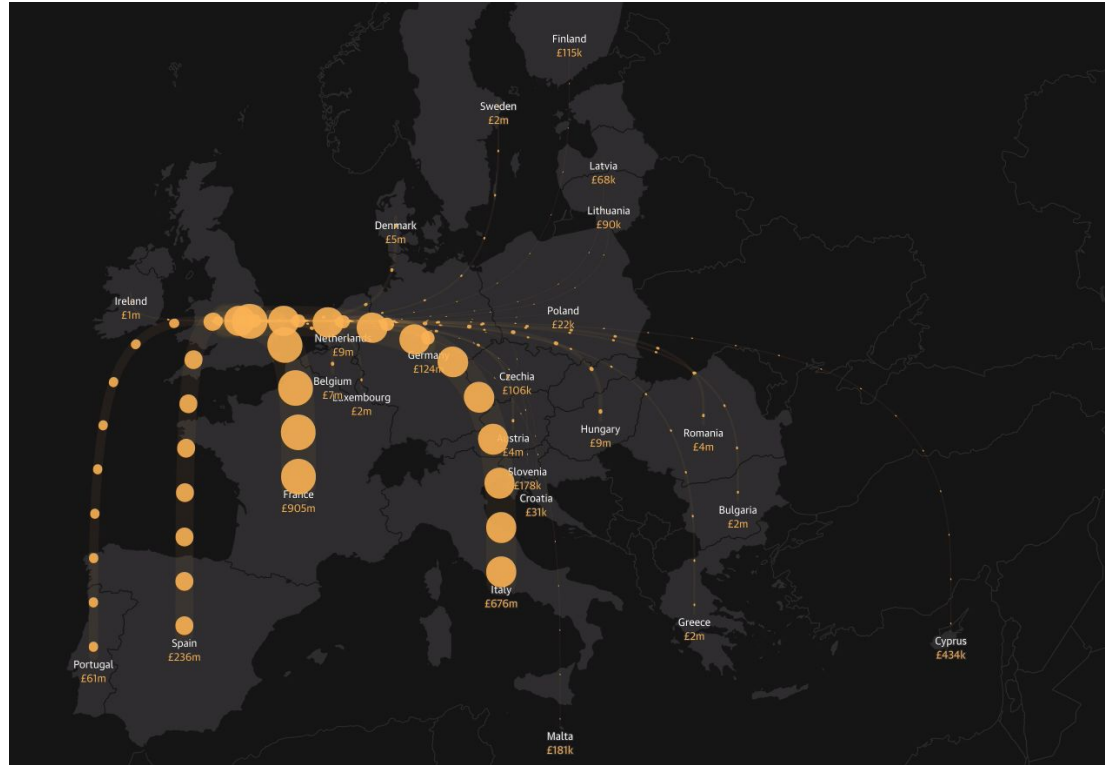 Finland
£115k
Sweden
£2m
Latvia
£68k
Lithuania
£90k
Denmark
£5m
Ireland
£1m
Poland
£22k
Netherlands
£9m
Germany
£124m
Belgium
£7m
Luxembourg
£2m
Czechia
£106k
Hungary
£9m
Romania
£4m
Austria
£4m
Slovenia
£178k
Croatia
£31k
France
£905m
Bulgaria
£2m
Italy
£676m
Greece
£2m
Cyprus
£434k
Spain
£236m
Portugal
£61m
Malta
£181k